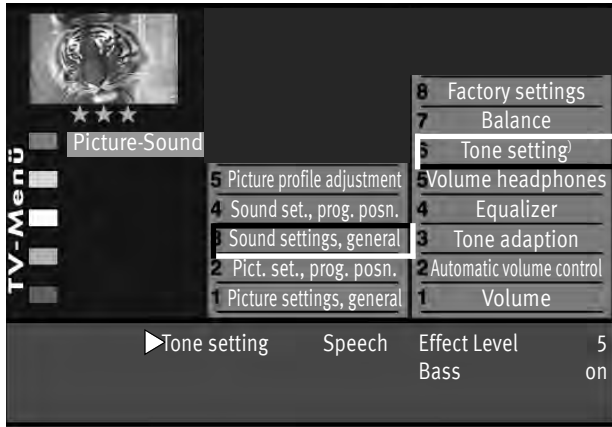 TV-Menü
Picture-Sound
5 Picture profile adjustment
4 Sound set., prog. posn.
3 Sound settings, general
2 Pict. set., prog. posn.
1 Picture settings, general
8 Factory settings
7 Balance
6 Tone setting)
5 Volume headphones
4 Equalizer
3 Tone adaption
2 Automatic volume control
1 Volume
Tone setting Speech Effect Level 5
Bass on